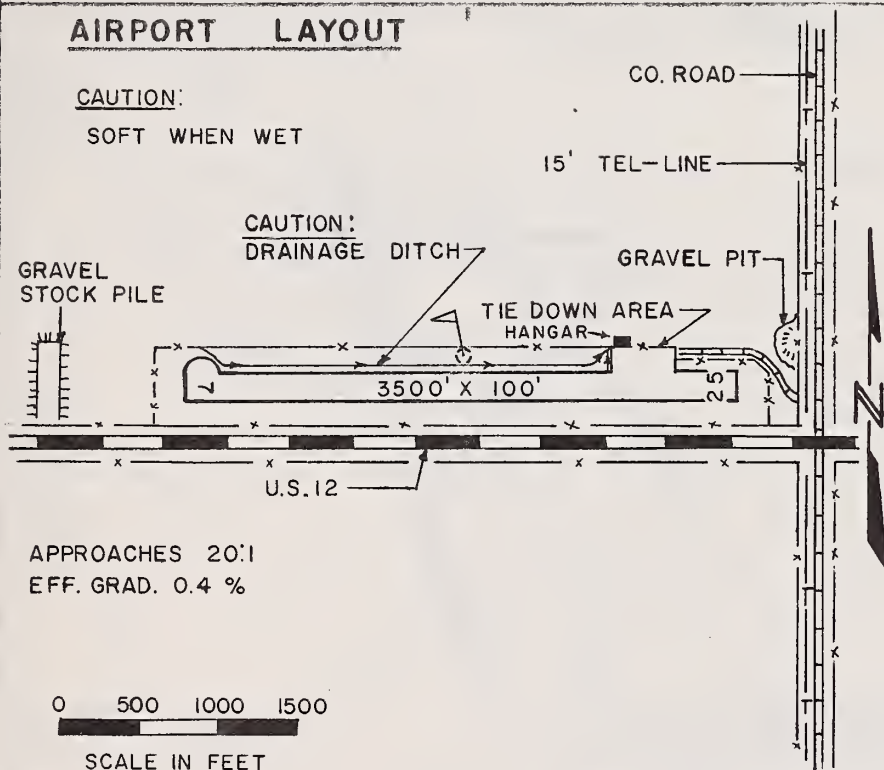 AIRPORT LAYOUT
CAUTION:
SOFT WHEN WET
CO. ROAD
15' TEL-LINE
CAUTION:
DRAINAGE DITCH
GRAVEL PIT
GRAVEL
STOCK PILE
TIE DOWN AREA
HANGAR
7
3500' X 100'
25
N
U.S. 12
APPROACHES 20:1
EFF. GRAD. 0.4 %
0 500 1000 1500
SCALE IN FEET